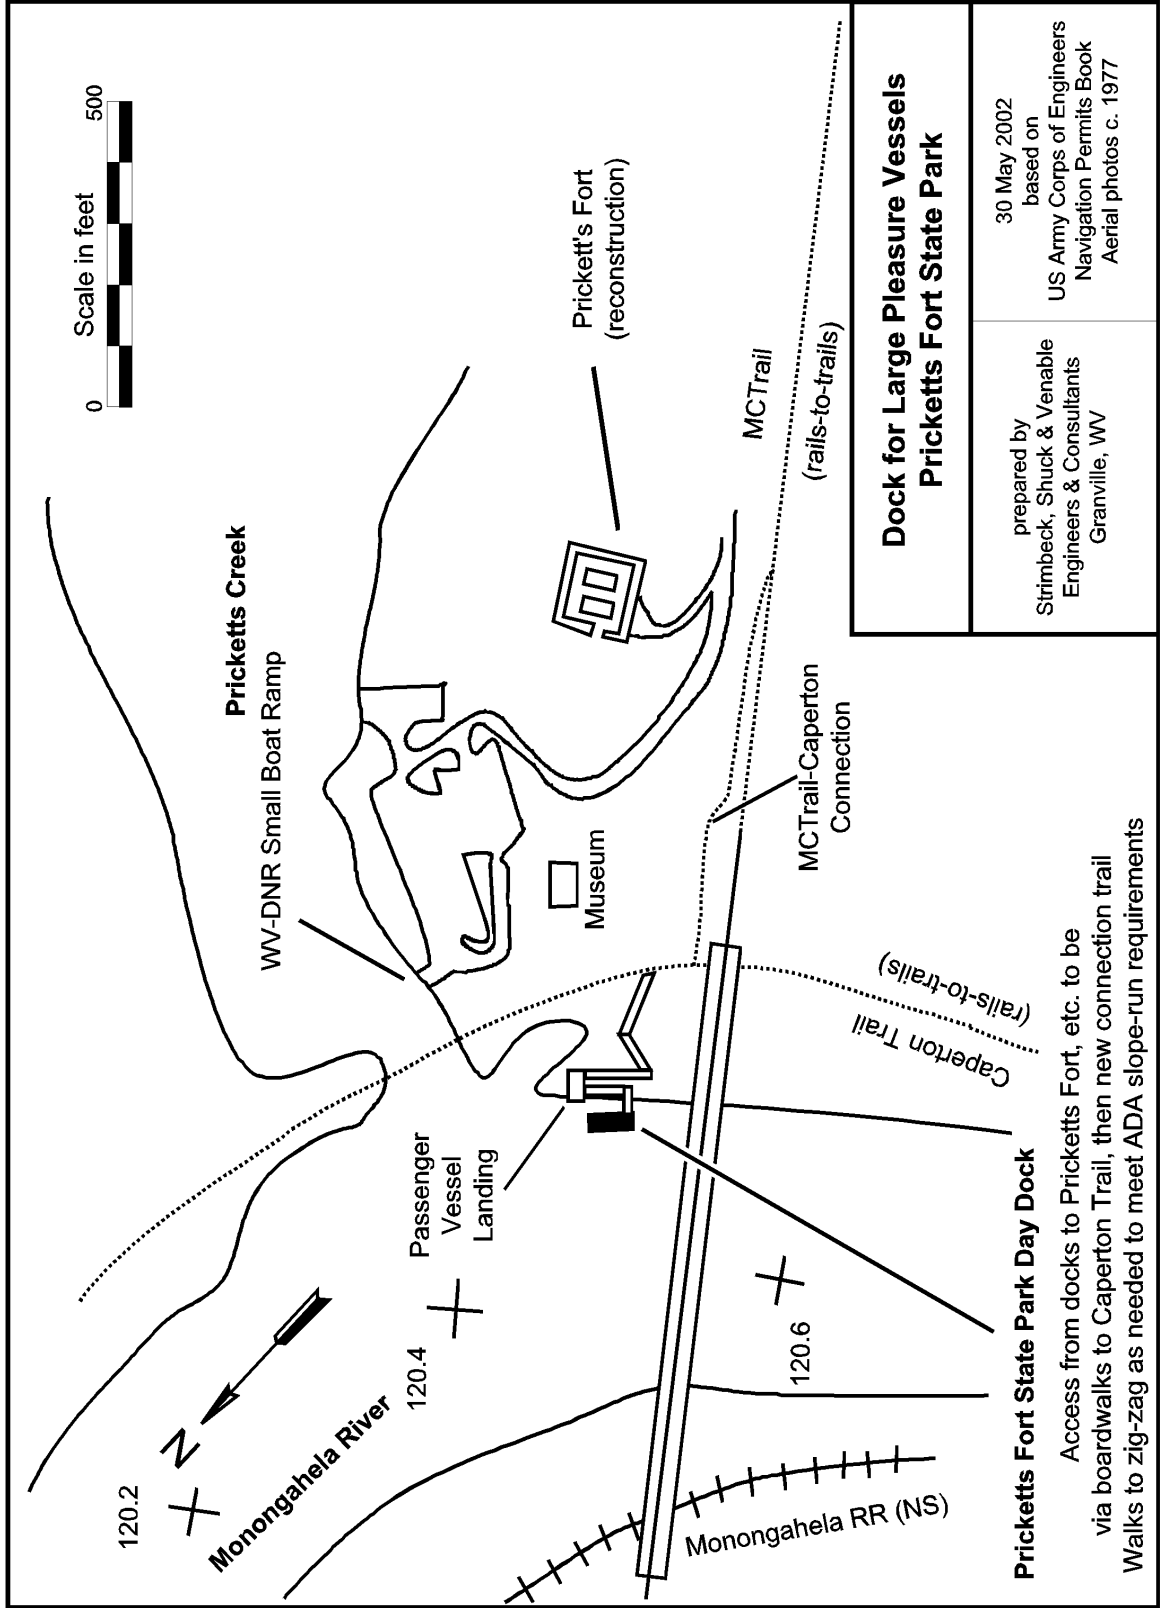 Scale in feet
0
500
Pricketts Creek
WV-DNR Small Boat Ramp
Prickett's Fort
(reconstruction)
Museum
Passenger
Vessel
Landing
N
120.2
120.4
120.6
Monongahela River
MCTrail
(rails-to-trails)
MCTrail-Caperton
Connection
Caperton Trail
(rails-to-trails)
Monongahela RR (NS)
Pricketts Fort State Park Day Dock
Access from docks to Pricketts Fort, etc. to be
via boardwalks to Caperton Trail, then new connection trail
Walks to zig-zag as needed to meet ADA slope-run requirements
Dock for Large Pleasure Vessels
Pricketts Fort State Park
prepared by
Strimbeck, Shuck & Venable
Engineers & Consultants
Granville, WV
30 May 2002
based on
US Army Corps of Engineers
Navigation Permits Book
Aerial photos c. 1977